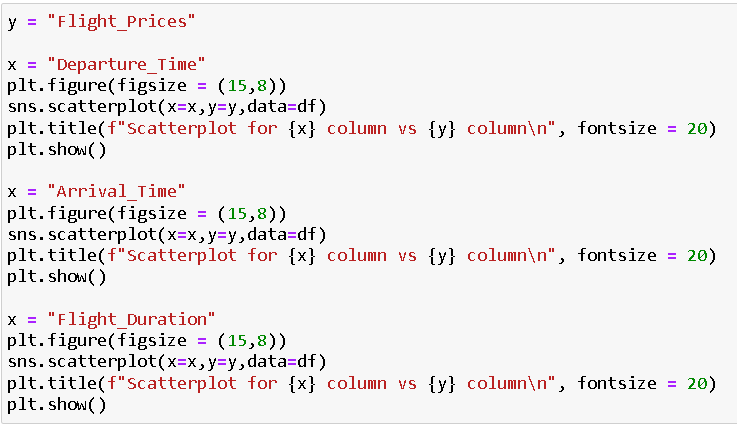 y = "Flight_Prices"

x = "Departure_Time"
plt.figure(figsize = (15,8))
sns.scatterplot(x=x,y=y,data=df)
plt.title(f"Scatterplot for {x} column vs {y} column\n", fontsize = 20)
plt.show()

x = "Arrival_Time"
plt.figure(figsize = (15,8))
sns.scatterplot(x=x,y=y,data=df)
plt.title(f"Scatterplot for {x} column vs {y} column\n", fontsize = 20)
plt.show()

x = "Flight_Duration"
plt.figure(figsize = (15,8))
sns.scatterplot(x=x,y=y,data=df)
plt.title(f"Scatterplot for {x} column vs {y} column\n", fontsize = 20)
plt.show()